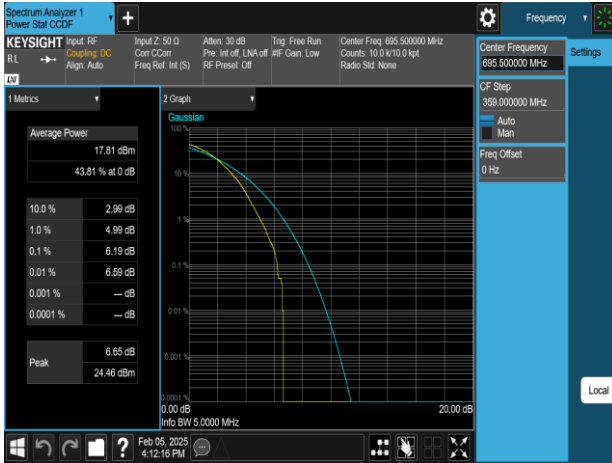 Spectrum Analyzer 1
Power Stat CCDF
Frequency
KEYSIGHT
R L
LXI
Input: RF
Coupling: DC
Align: Auto
Input Z: 50 Ω
Corr CCorr
Freq Ref: Int (S)
Atten: 30 dB
Pre: Int off, LNA off
RF Preset: Off
Trig: Free Run
#IF Gain: Low
Center Freq: 695.500000 MHz
Counts: 10.0 k/10.0 kpt
Radio Std: None
Center Frequency
695.500000 MHz
Settings
CF Step
359.000000 MHz
Auto
Man
Freq Offset
0 Hz
1 Metrics
Average Power
17.81 dBm
43.81 % at 0 dB
10.0 % 2.99 dB
1.0 % 4.99 dB
0.1 % 6.19 dB
0.01 % 6.59 dB
0.001 % --- dB
0.0001 % --- dB
Peak
6.65 dB
24.46 dBm
2 Graph
Gaussian
100 %
10 %
1 %
0.1 %
0.01 %
0.001 %
0.0001 %
0.00 dB 20.00 dB
Info BW 5.0000 MHz
Local
?
Feb 05, 2025
4:12:16 PM